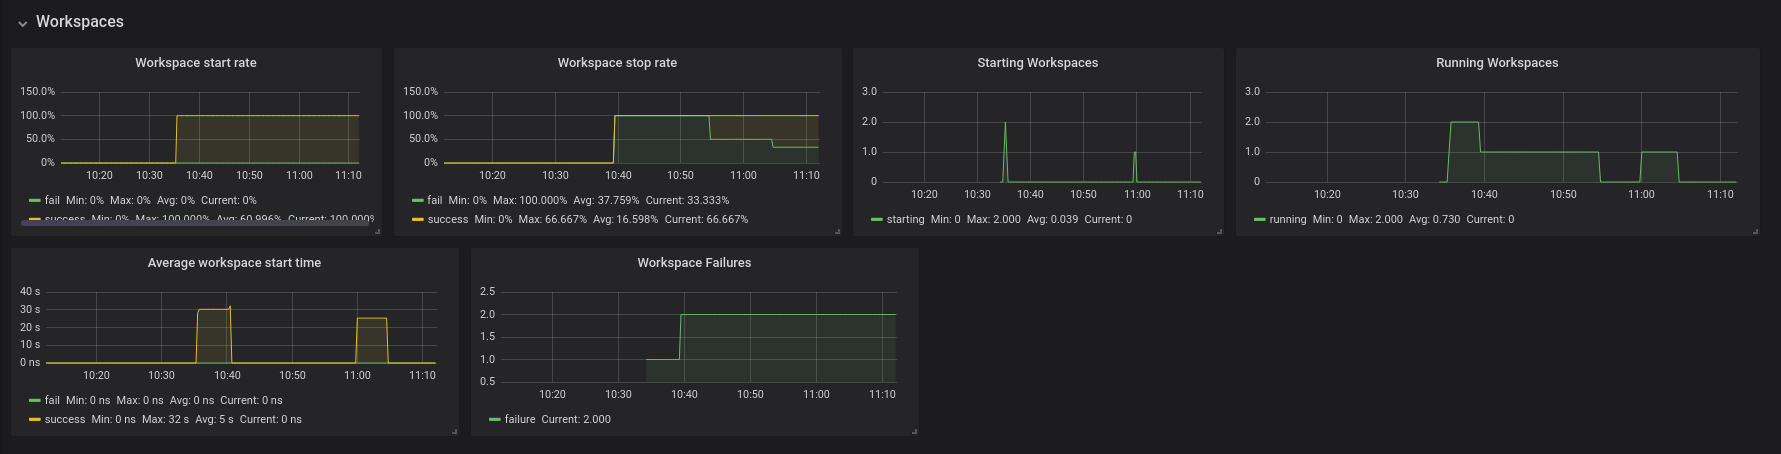 Workspaces
Workspace start rate
150.0%
100.0%
50.0%
0%
10:20 10:30 10:40 10:50 11:00 11:10
fail Min: 0% Max: 0% Avg: 0% Current: 0%
success Min: 0% Max: 100.000% Avg: 60.996% Current: 100.000%
Workspace stop rate
150.0%
100.0%
50.0%
0%
10:20 10:30 10:40 10:50 11:00 11:10
fail Min: 0% Max: 100.000% Avg: 37.759% Current: 33.333%
success Min: 0% Max: 66.667% Avg: 16.598% Current: 66.667%
Starting Workspaces
3.0
2.0
1.0
0
10:20 10:30 10:40 10:50 11:00 11:10
starting Min: 0 Max: 2.000 Avg: 0.039 Current: 0
Running Workspaces
3.0
2.0
1.0
0
10:20 10:30 10:40 10:50 11:00 11:10
running Min: 0 Max: 2.000 Avg: 0.730 Current: 0
Average workspace start time
40 s
30 s
20 s
10 s
0 ns
10:20 10:30 10:40 10:50 11:00 11:10
fail Min: 0 ns Max: 0 ns Avg: 0 ns Current: 0 ns
success Min: 0 ns Max: 32 s Avg: 5 s Current: 0 ns
Workspace Failures
2.5
2.0
1.5
1.0
0.5
10:20 10:30 10:40 10:50 11:00 11:10
failure Current: 2.000